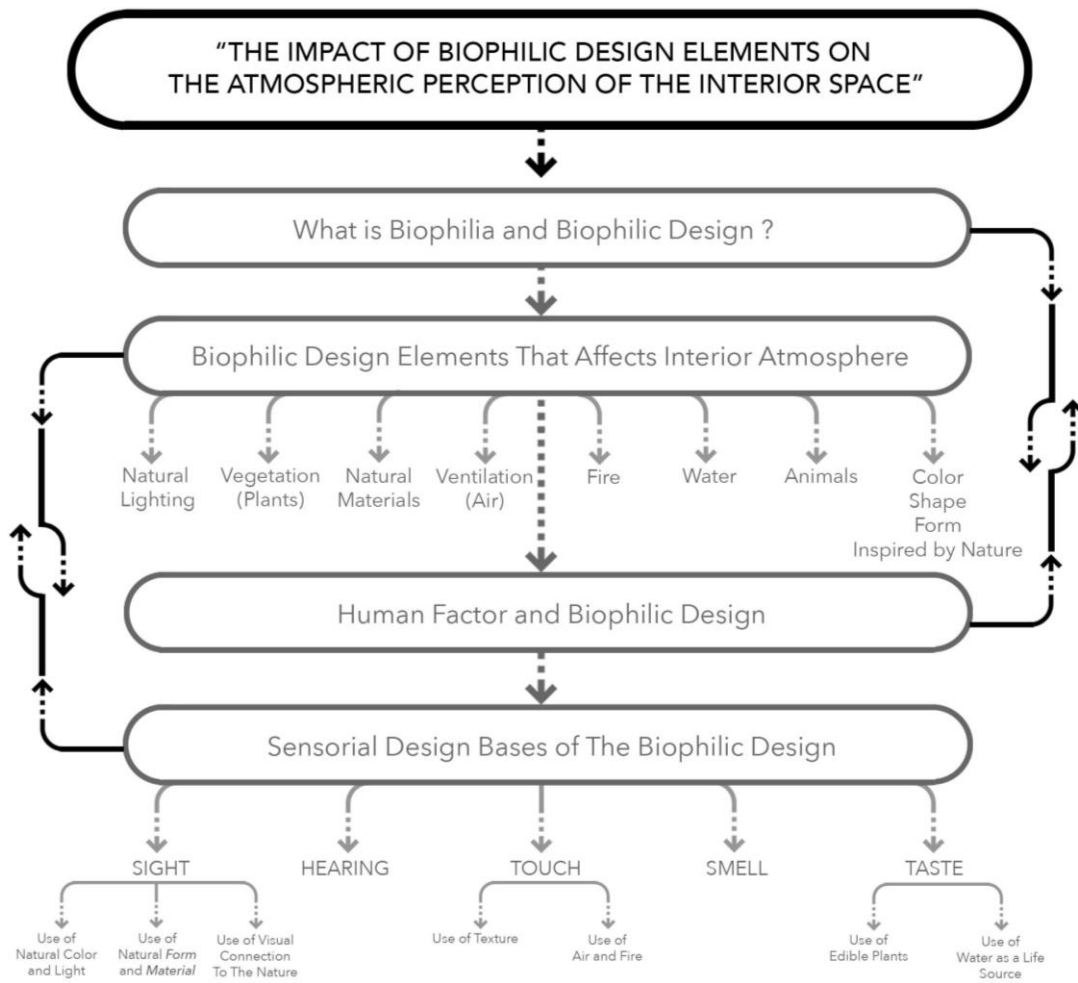 "THE IMPACT OF BIOPHILIC DESIGN ELEMENTS ON
THE ATMOSPHERIC PERCEPTION OF THE INTERIOR SPACE"
What is Biophilia and Biophilic Design ?
Biophilic Design Elements That Affects Interior Atmosphere
Natural
Lighting
Vegetation
(Plants)
Natural
Materials
Ventilation
(Air)
Fire
Water
Animals
Color
Shape
Form
Inspired by Nature
Human Factor and Biophilic Design
Sensorial Design Bases of The Biophilic Design
SIGHT
HEARING
TOUCH
SMELL
TASTE
Use of
Natural Color
and Light
Use of
Natural Form
and Material
Use of Visual
Connection
To The Nature
Use of Texture
Use of
Air and Fire
Use of
Edible Plants
Use of
Water as a Life
Source